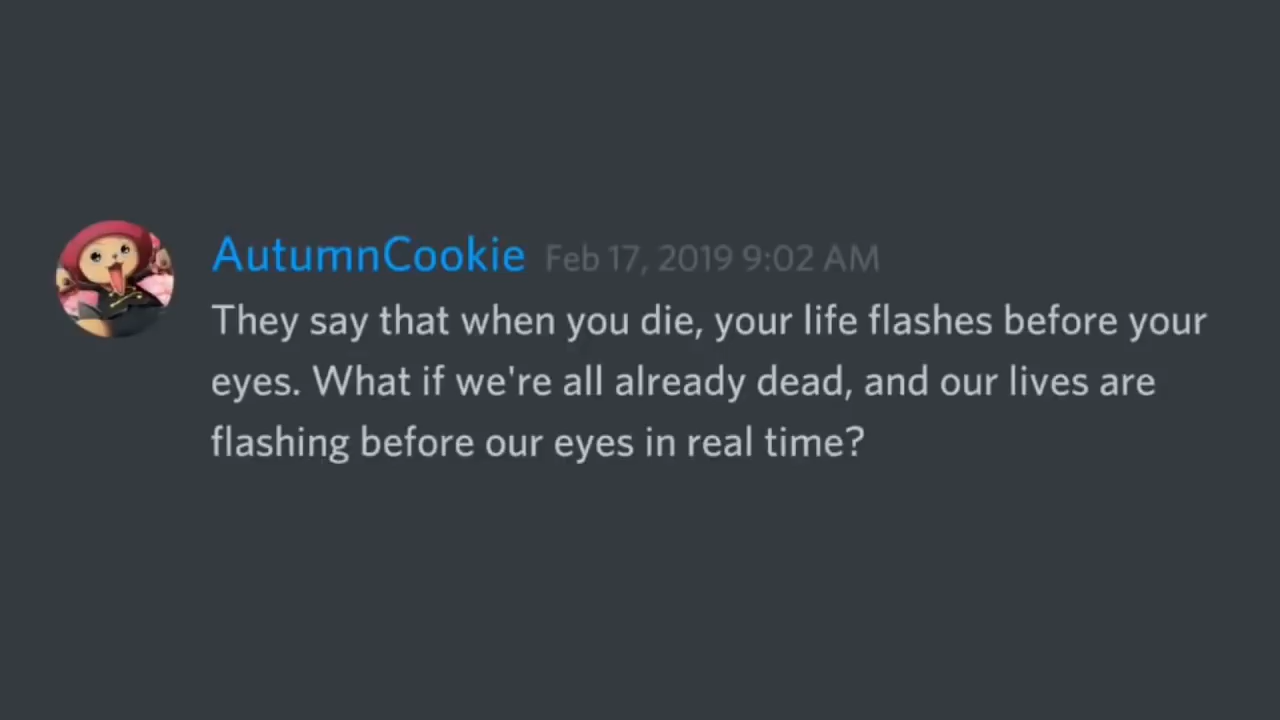 AutumnCookie Feb 17, 2019 9:02 AM
They say that when you die, your life flashes before your
eyes. What if we're all already dead, and our lives are
flashing before our eyes in real time?